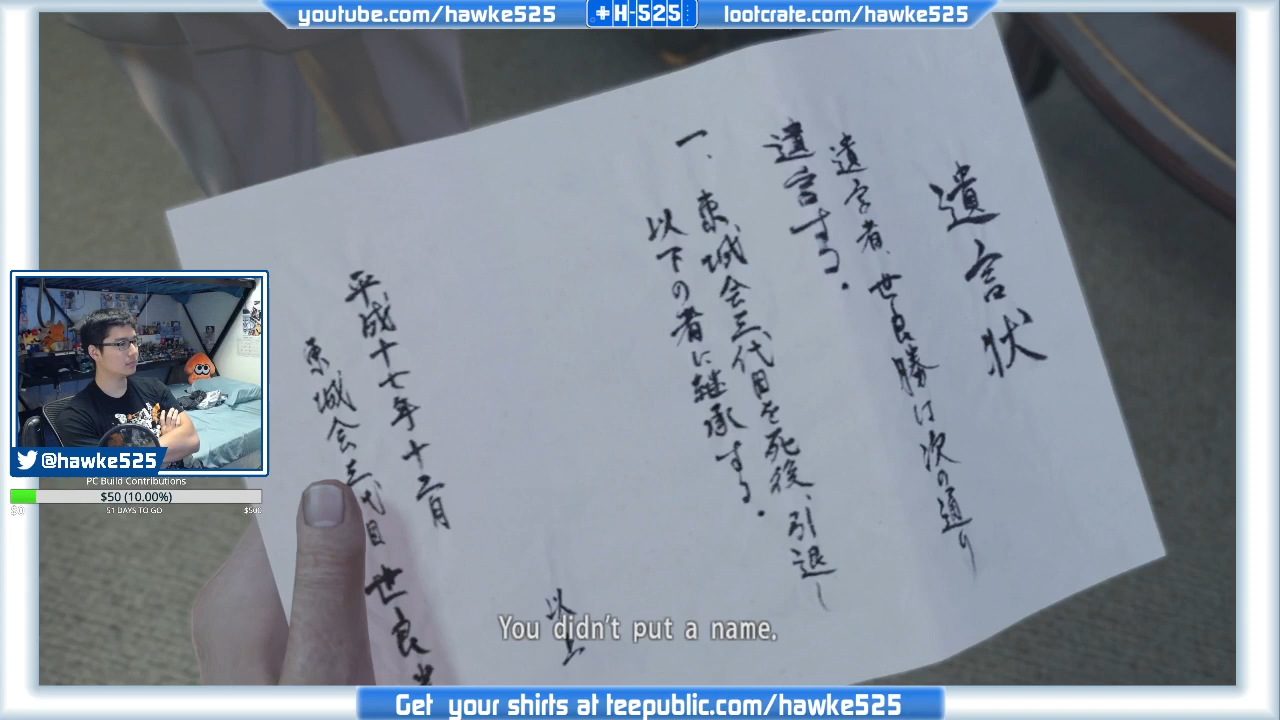 youtube.com/hawke525
H-525
lootcrate.com/hawke525
遺言状
遺言者、世良勝は次の通り
遺言する。
一、東城会三代目を死後、引退し
以下の者に継承する。
以上
平成十七年十二月
東城会三代目 世良
You didn't put a name.
@hawke525
PC Build Contributions
$50 (10.00%)
$0
51 DAYS TO GO
$500
Get your shirts at teepublic.com/hawke525